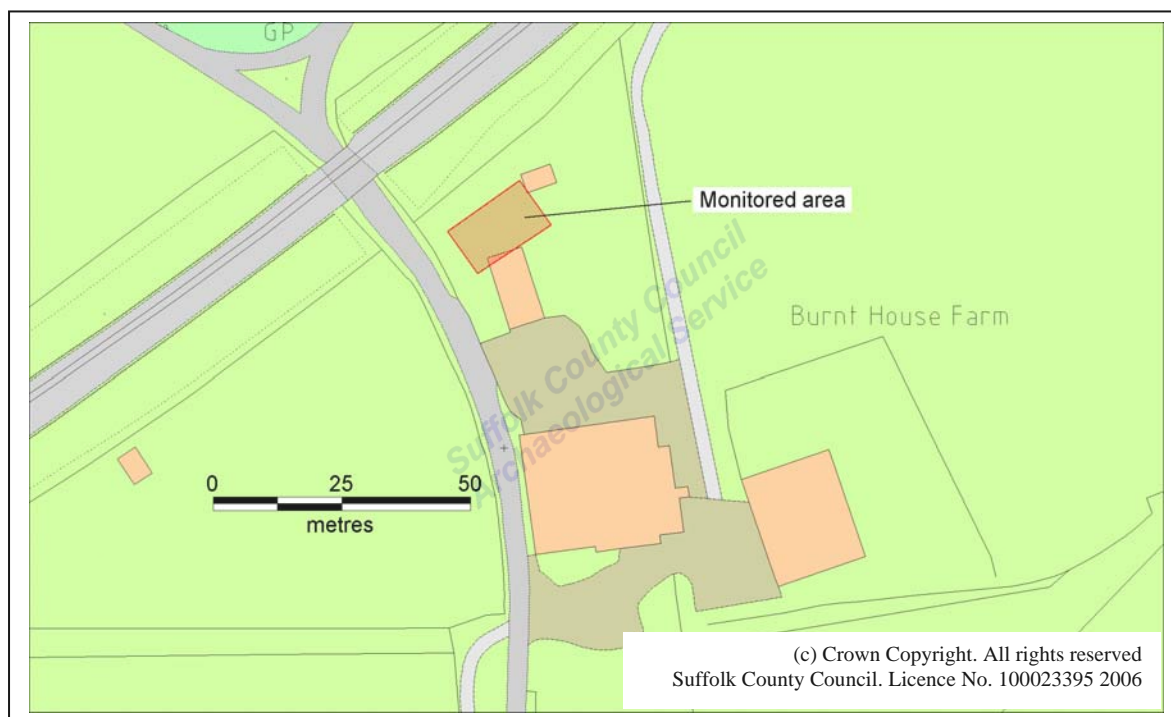 GP
Monitored area
Suffolk County Council
Archaeological Service
Burnt House Farm
0 25 50
metres
(c) Crown Copyright. All rights reserved
Suffolk County Council. Licence No. 100023395 2006